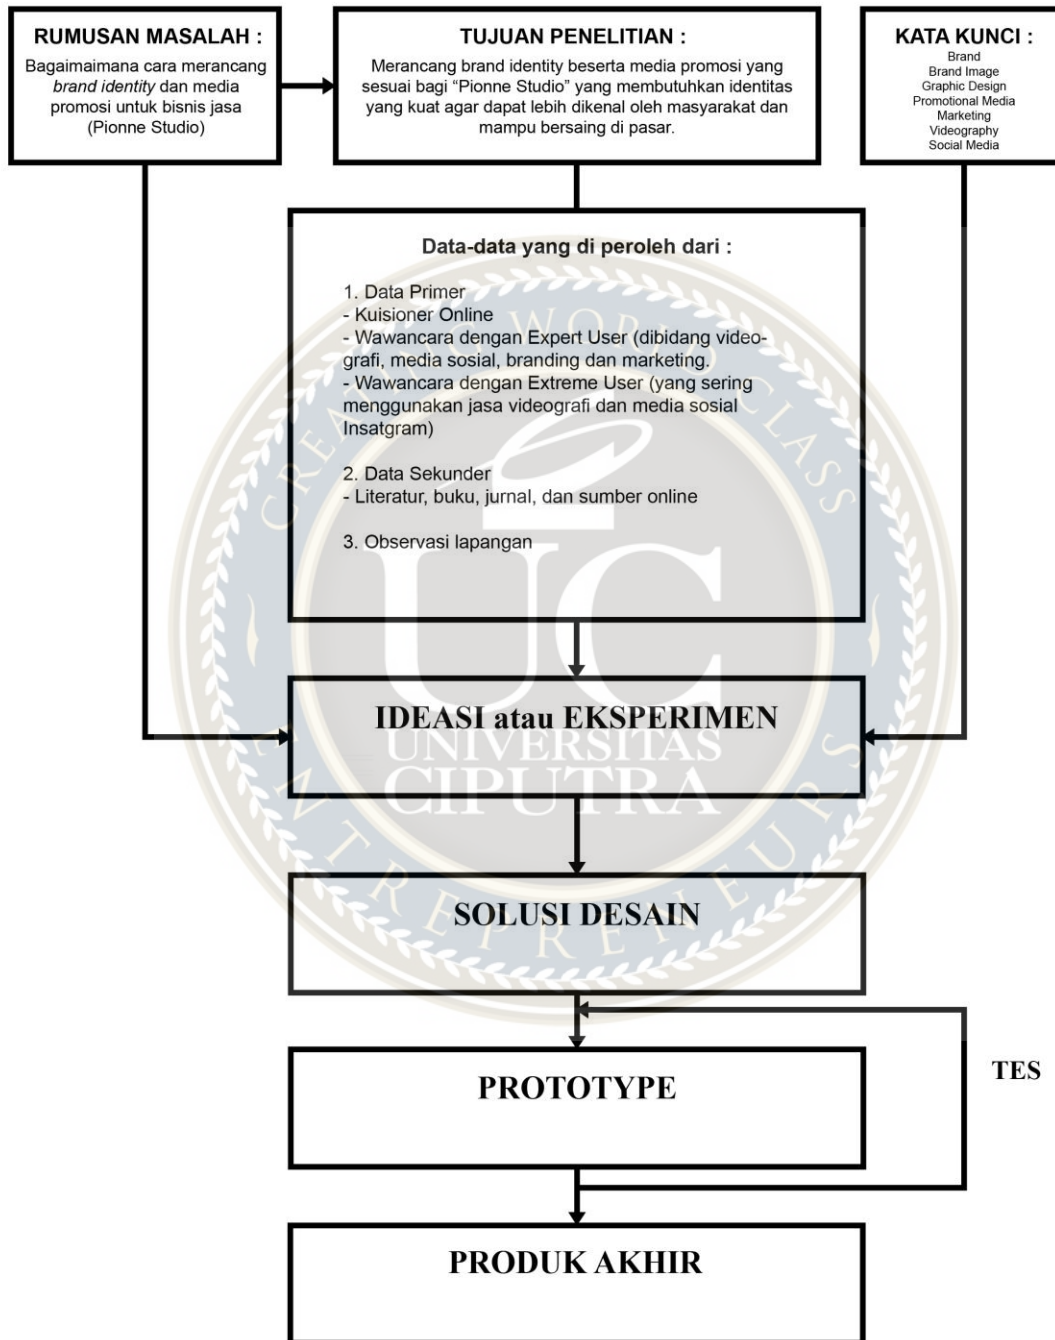 RUMUSAN MASALAH :
Bagaimaimana cara merancang
brand identity dan media
promosi untuk bisnis jasa
(Pionne Studio)
TUJUAN PENELITIAN :
Merancang brand identity beserta media promosi yang
sesuai bagi “Pionne Studio” yang membutuhkan identitas
yang kuat agar dapat lebih dikenal oleh masyarakat dan
mampu bersaing di pasar.
KATA KUNCI :
Brand
Brand Image
Graphic Design
Promotional Media
Marketing
Videography
Social Media
Data-data yang di peroleh dari :
1. Data Primer
- Kuisioner Online
- Wawancara dengan Expert User (dibidang video-
grafi, media sosial, branding dan marketing.
- Wawancara dengan Extreme User (yang sering
menggunakan jasa videografi dan media sosial
Insatgram)
2. Data Sekunder
- Literatur, buku, jurnal, dan sumber online
3. Observasi lapangan
CREATING WORLD CLASS
UC
IDEASI atau EKSPERIMEN
UNIVERSITAS
CIPUTRA
ENTREPRENEURS
SOLUSI DESAIN
PROTOTYPE
TES
PRODUK AKHIR